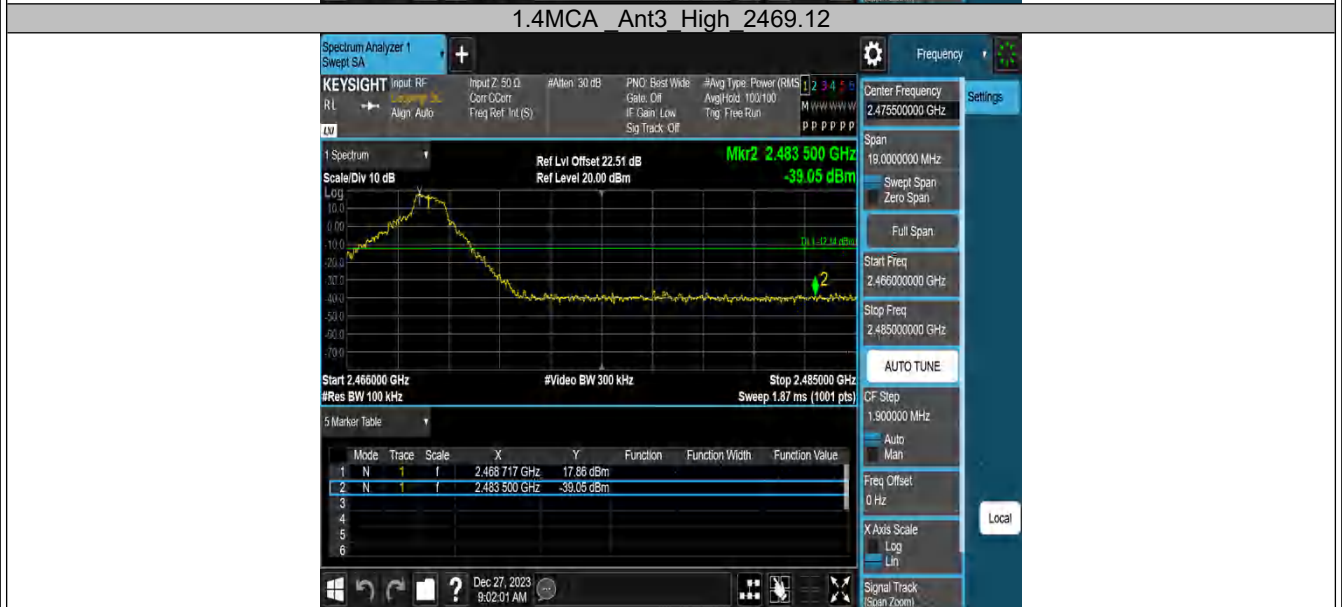 1.4MCA _Ant3_High_2469.12
Spectrum Analyzer 1
Swept SA
+
Frequency
KEYSIGHT
Input: RF
RL
Align: Auto
Input Z: 50 Ω
Corr CCorr
Freq Ref: Int (S)
#Atten: 30 dB
PNO: Best Wide
Gate: Off
IF Gain: Low
Sig Track: Off
#Avg Type: Power (RMS
Avg|Hold: 100/100
Trig: Free Run
1 2 3 4 5 6
M W W W W W
P P P P P P
LXI
Center Frequency
2.475500000 GHz
Settings
Span
19.0000000 MHz
Swept Span
Zero Span
Full Span
Start Freq
2.466000000 GHz
Stop Freq
2.485000000 GHz
AUTO TUNE
CF Step
1.900000 MHz
Auto
Man
Freq Offset
0 Hz
X Axis Scale
Log
Lin
Signal Track
(Span Zoom)
Local
1 Spectrum
Scale/Div 10 dB
Ref Lvl Offset 22.51 dB
Ref Level 20.00 dBm
Mkr2 2.483 500 GHz
-39.05 dBm
Log
10.0
0.00
-10.0
-20.0
-30.0
-40.0
-50.0
-60.0
-70.0
2
Start 2.466000 GHz
#Res BW 100 kHz
#Video BW 300 kHz
Stop 2.485000 GHz
Sweep 1.87 ms (1001 pts)
5 Marker Table
Mode Trace Scale X Y Function Function Width Function Value
1 N 1 f 2.468 717 GHz 17.86 dBm
2 N 1 f 2.483 500 GHz -39.05 dBm
3
4
5
6
?
Dec 27, 2023
9:02:01 AM